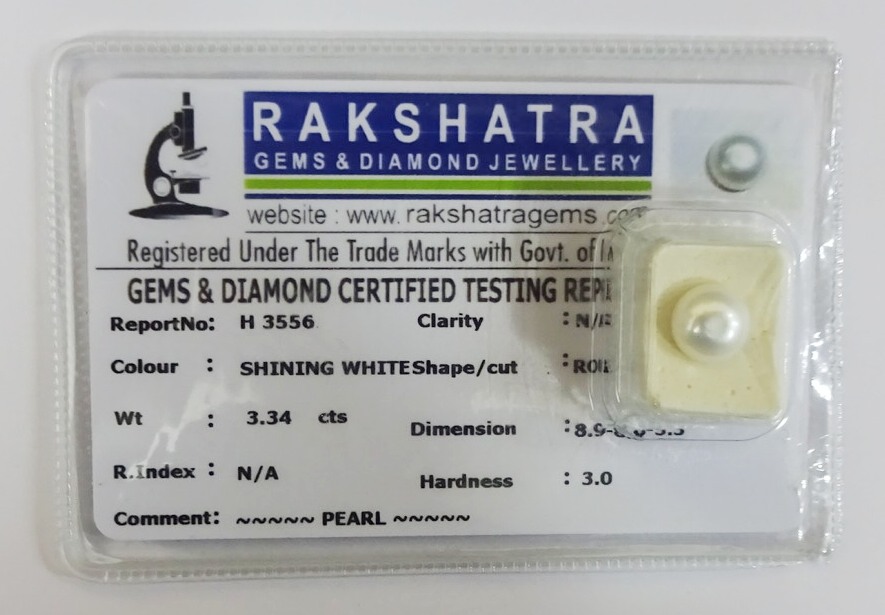 RAKSHATRA
GEMS & DIAMOND JEWELLERY
website : www.rakshatragems.com
Registered Under The Trade Marks with Govt. of
GEMS & DIAMOND CERTIFIED TESTING
ReportNo: H 3556 Clarity :
Colour : SHINING WHITE Shape/cut :
Wt : 3.34 cts Dimension :
R.Index : N/A Hardness : 3.0
Comment: ~~~~~ PEARL ~~~~~